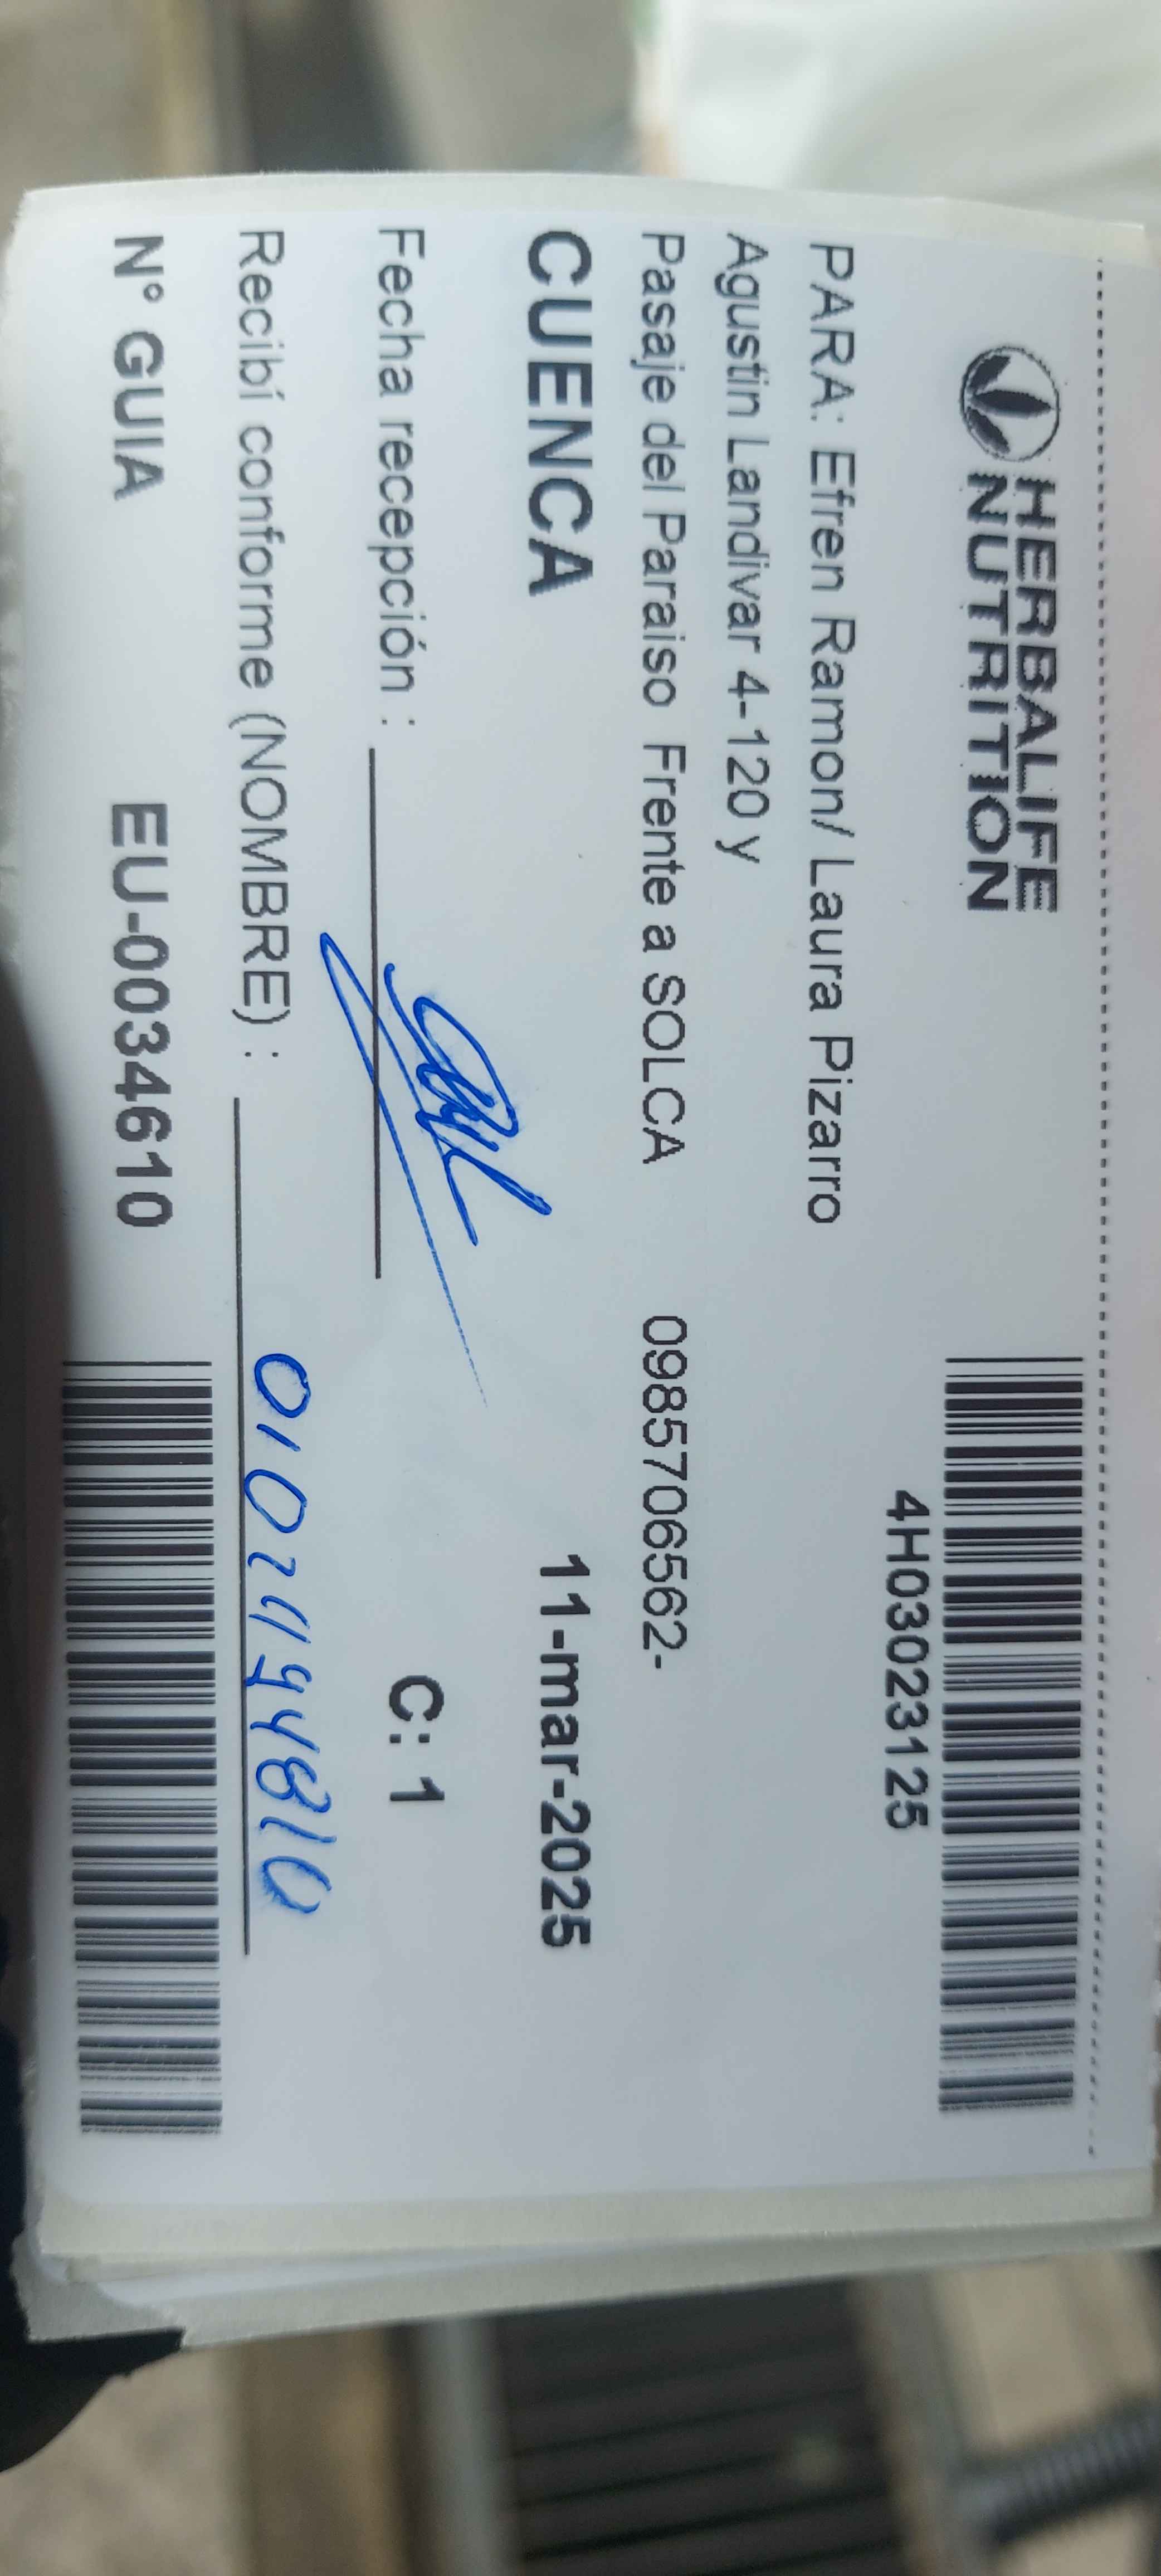 HERBALIFE
NUTRITION
4H03023125
PARA: Efren Ramon/ Laura Pizarro
Agustin Landivar 4-120 y
Pasaje del Paraiso Frente a SOLCA 0985706562-
CUENCA 11-mar-2025
Fecha recepción : C: 1
Recibí conforme (NOMBRE) :
N° GUIA EU-0034610